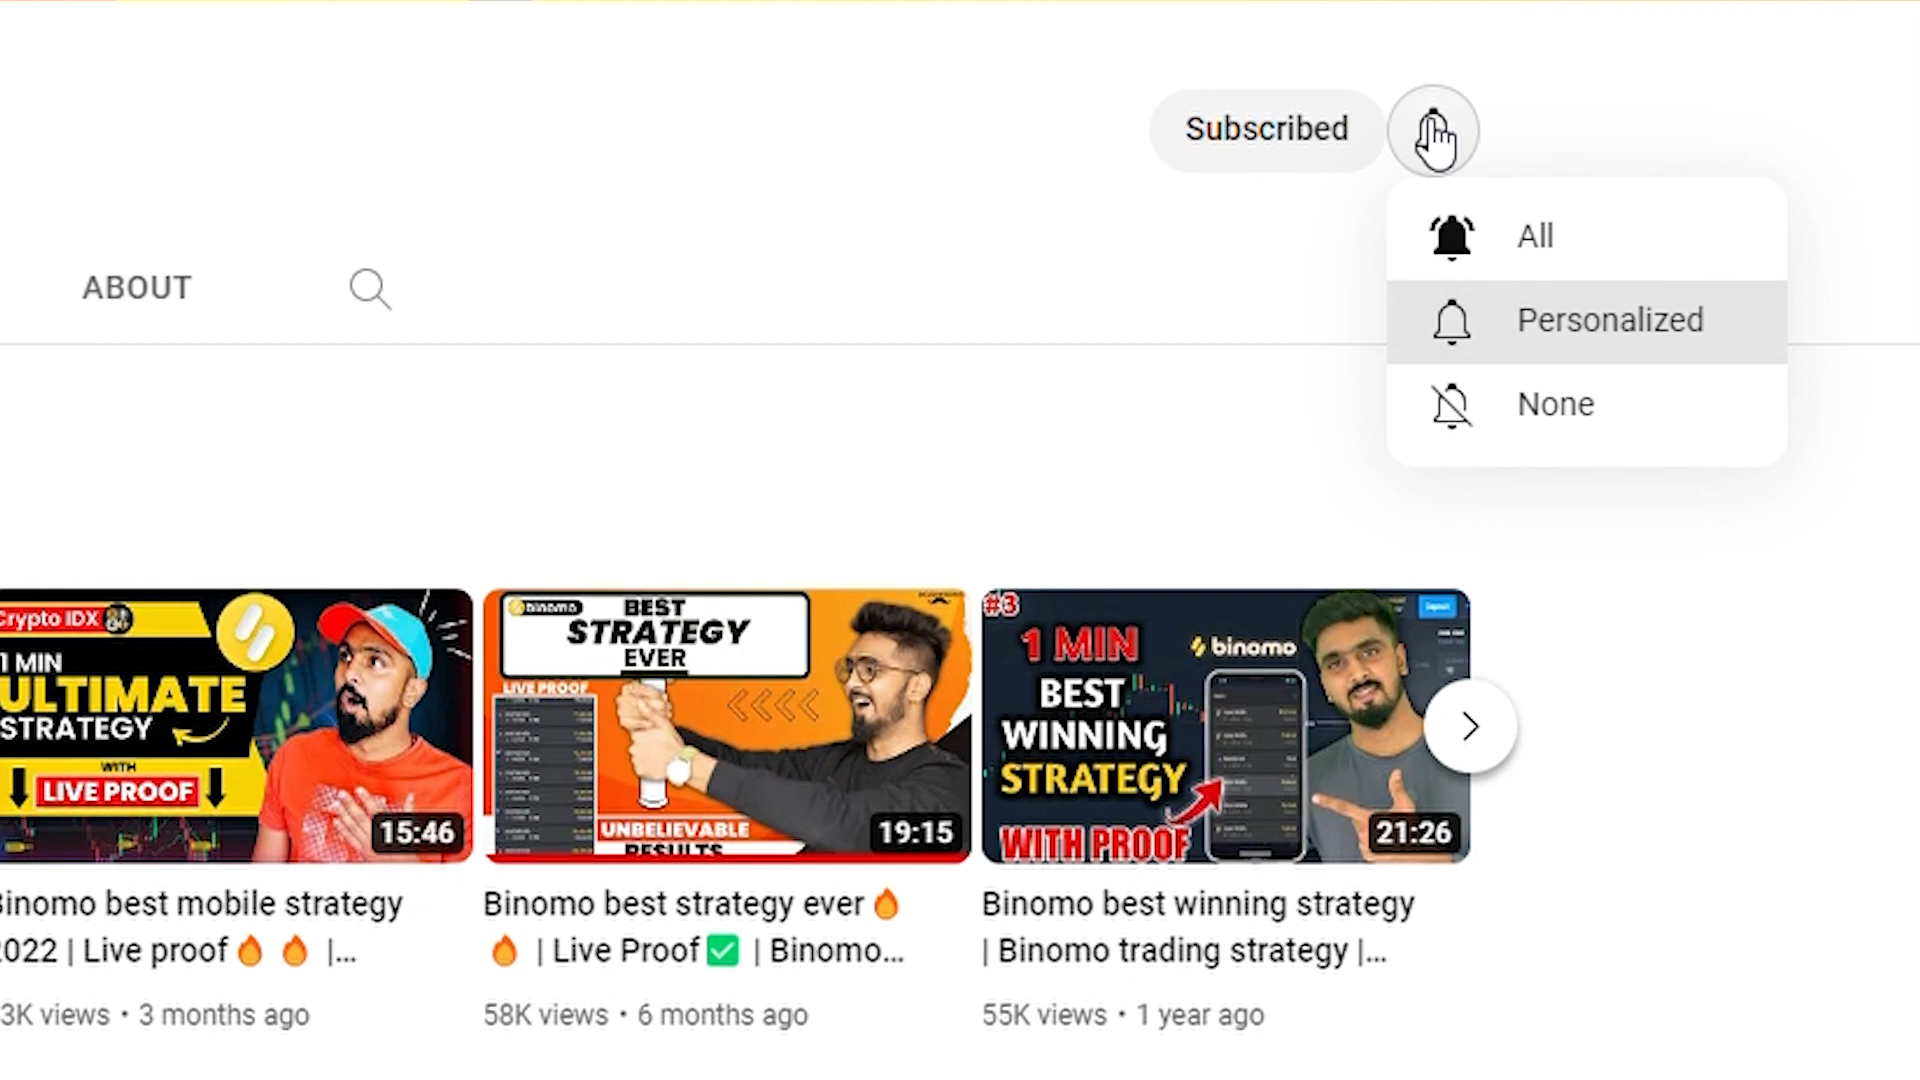 Subscribed
All
ABOUT
Personalized
None
Crypto IDX
1 MIN
ULTIMATE
STRATEGY
WITH
LIVE PROOF
15:46
binomo
BEST
STRATEGY
EVER
LIVE PROOF
UNBELIEVABLE
RESULTS
19:15
#3
1 MIN
binomo
BEST
WINNING
STRATEGY
WITH PROOF
21:26
Binomo best mobile strategy
2022 | Live proof🔥 🔥 |...
3K views • 3 months ago
Binomo best strategy ever🔥
🔥 | Live Proof✅ | Binomo...
58K views • 6 months ago
Binomo best winning strategy
| Binomo trading strategy |...
55K views • 1 year ago